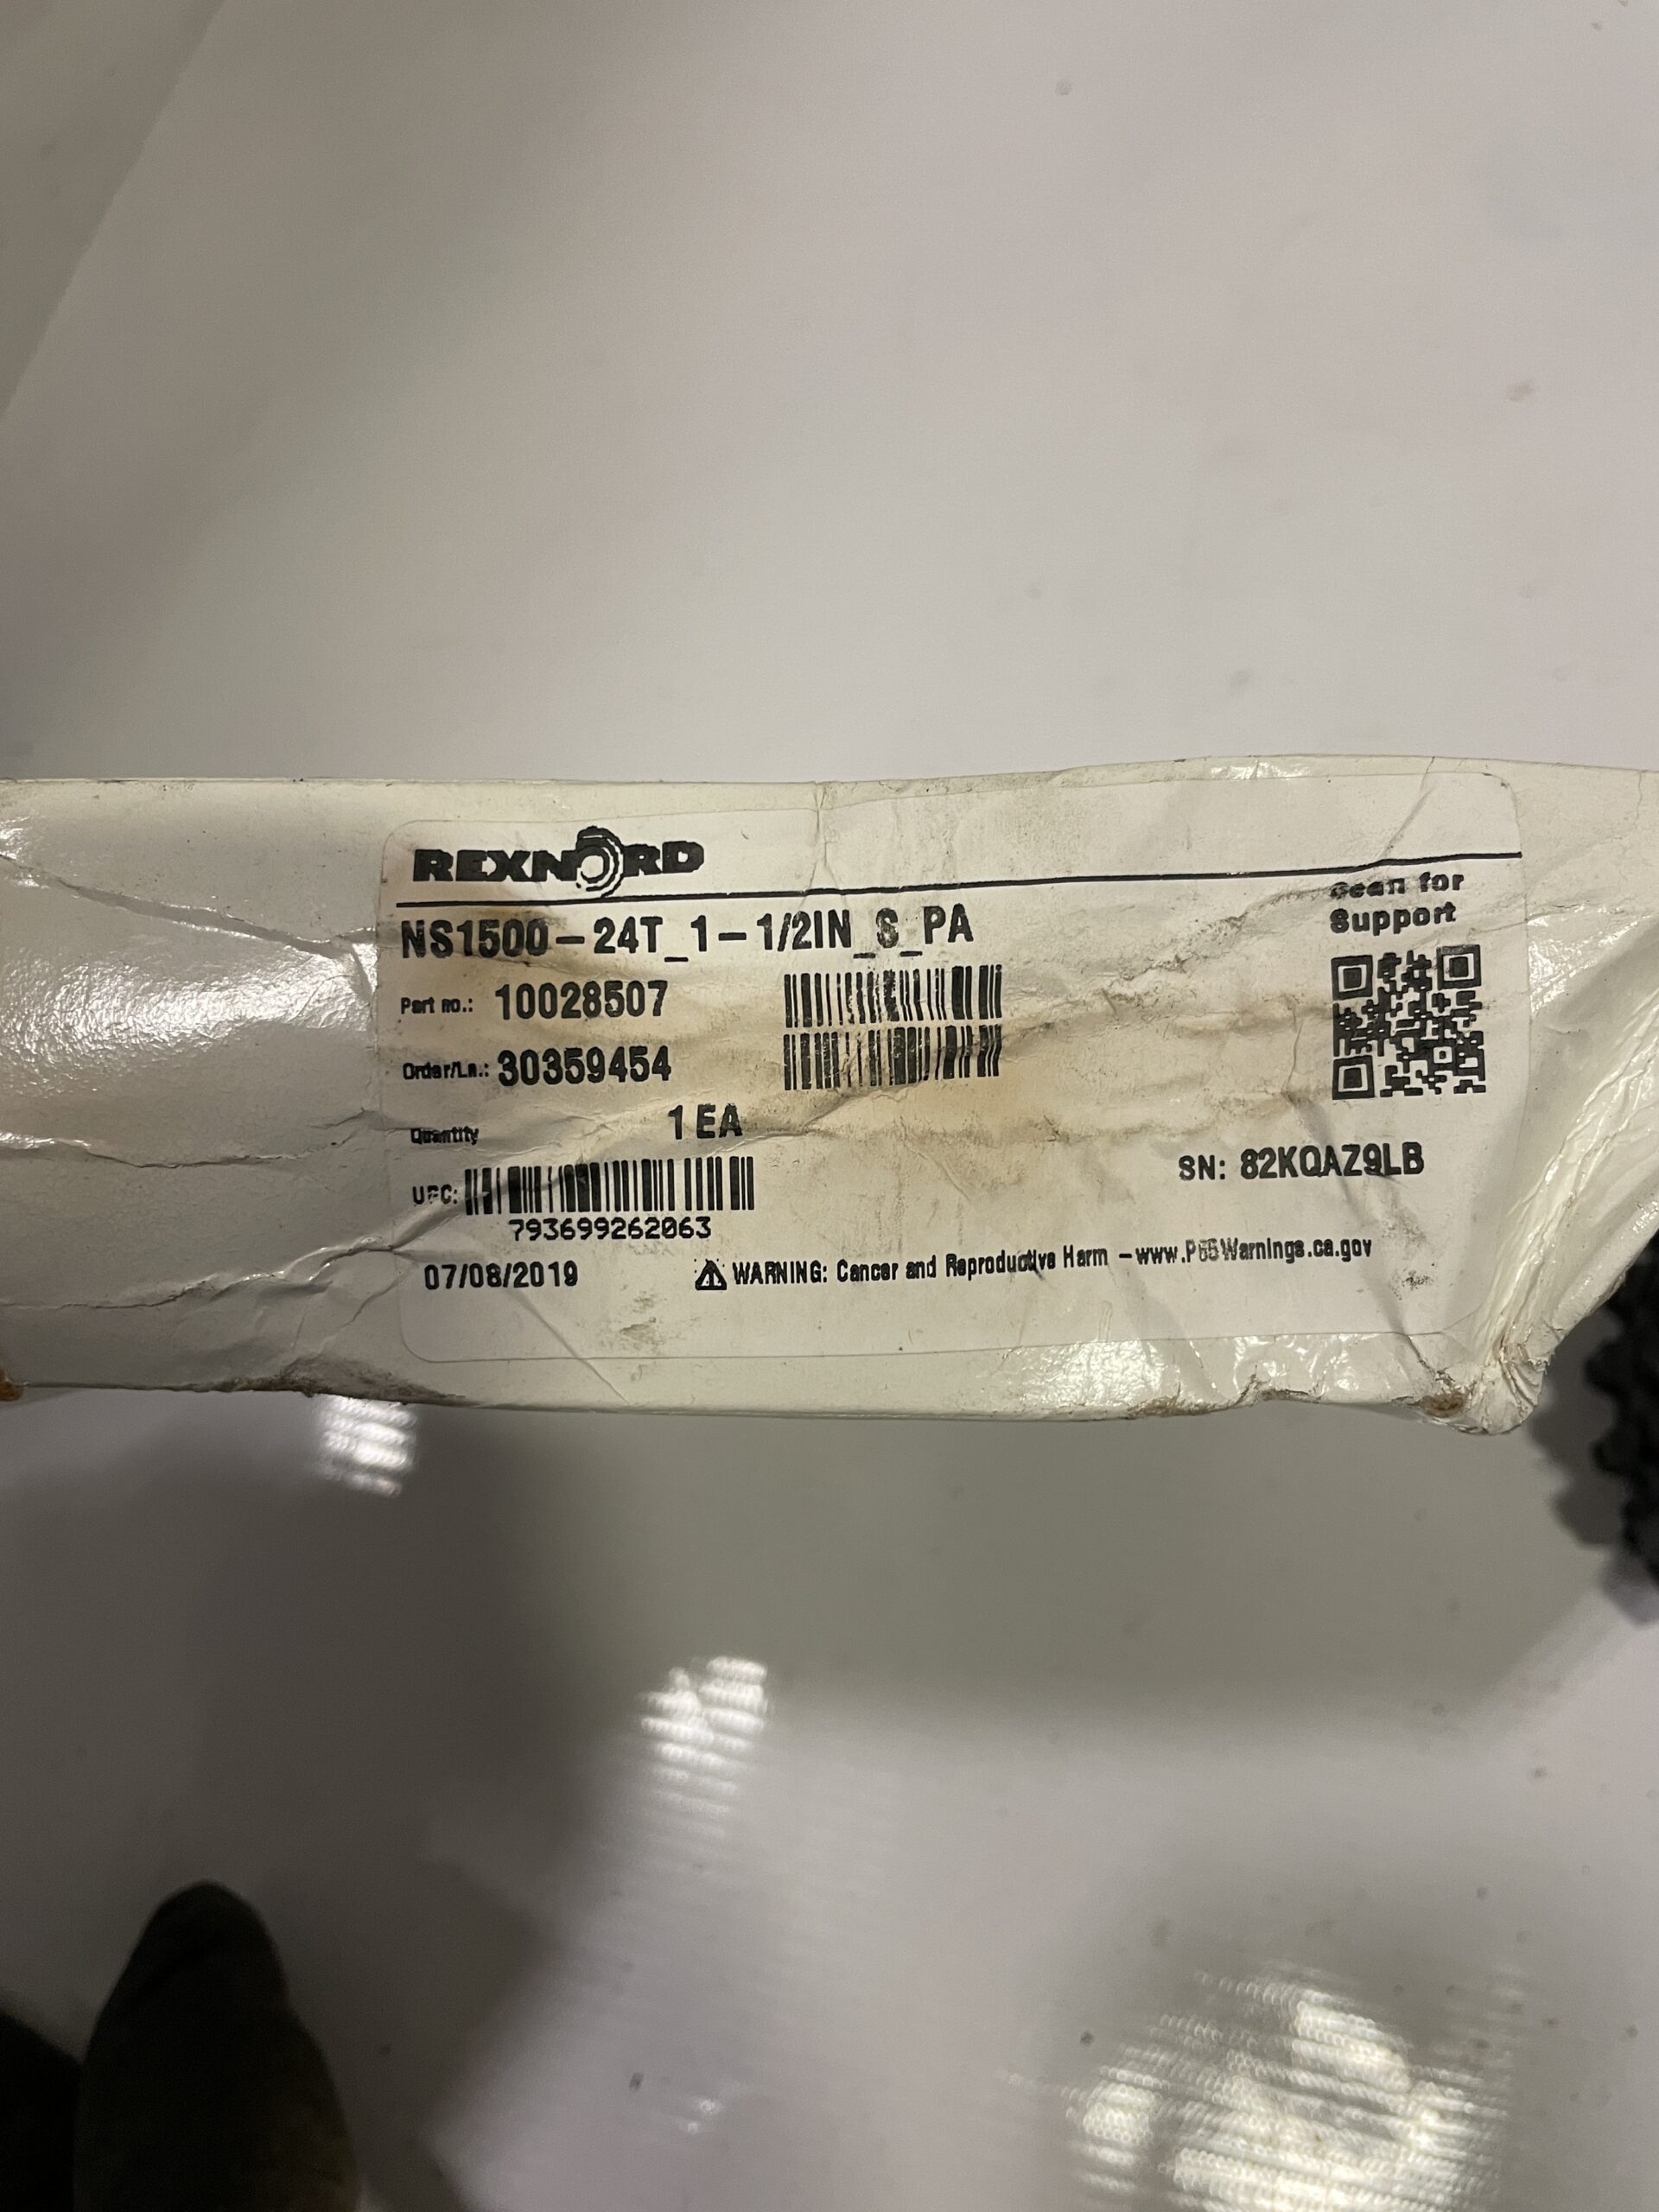 REXNORD
NS1500-24T_1-1/2IN_S_PA
Scan for
Support
Part no.: 10028507
Order/Ln.: 30359454
Quantity 1 EA
UPC:
793699262063
SN: 82KQAZ9LB
07/08/2019
WARNING: Cancer and Reproductive Harm -www.P65Warnings.ca.gov